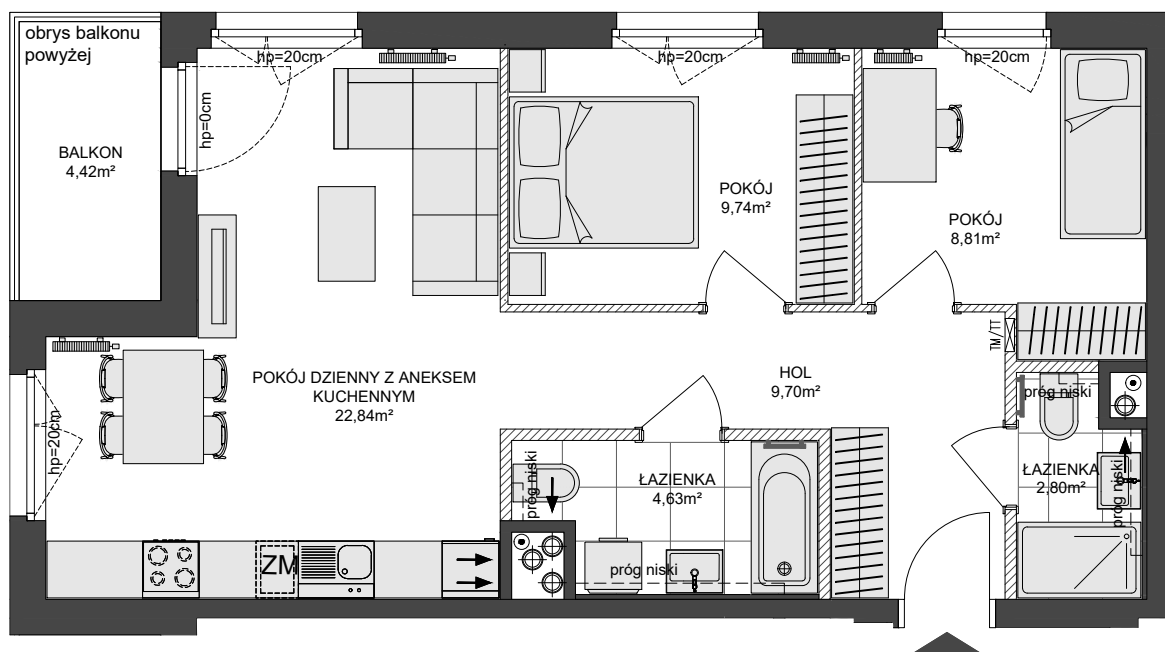 obrys balkonu
powyżej
hp=20cm
hp=20cm
hp=20cm
hp=0cm
BALKON
4,42m²
POKÓJ
9,74m²
POKÓJ
8,81m²
TM/TT
POKÓJ DZIENNY Z ANEKSEM
KUCHENNYM
22,84m²
HOL
9,70m²
próg niski
hp=20cm
próg niski
ŁAZIENKA
4,63m²
ŁAZIENKA
2,80m²
próg niski
ZM
próg niski